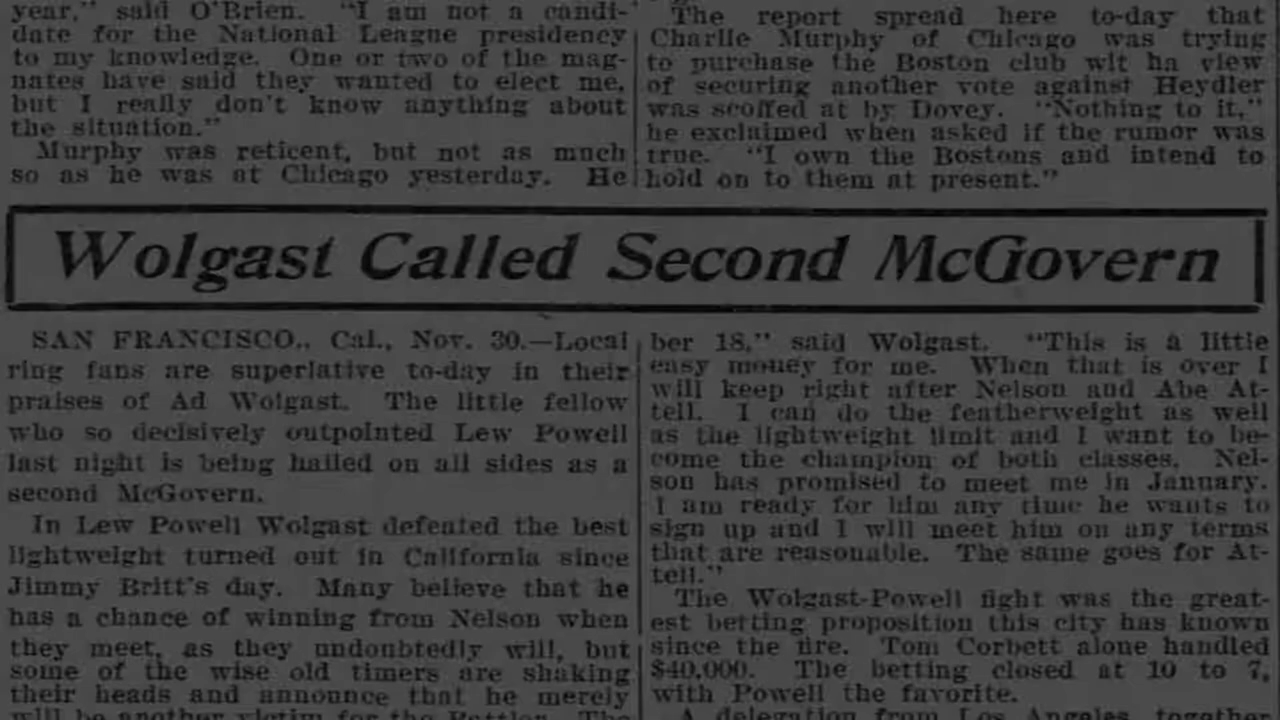 year," said O'Brien. "I am not a candi-
date for the National League presidency
to my knowledge. One or two of the mag-
nates have said they wanted to elect me,
but I really don't know anything about
the situation."
Murphy was reticent, but not as much
so as he was at Chicago yesterday. He
The report spread here to-day that
Charlie Murphy of Chicago was trying
to purchase the Boston club wit ha view
of securing another vote against Heydler
was scoffed at by Dovey. "Nothing to it,"
he exclaimed when asked if the rumor was
true. "I own the Bostons and intend to
hold on to them at present."
Wolgast Called Second McGovern
SAN FRANCISCO., Cal., Nov. 30.—Local
ring fans are superlative to-day in their
praises of Ad Wolgast. The little fellow
who so decisively outpointed Lew Powell
last night is being hailed on all sides as a
second McGovern.
In Lew Powell Wolgast defeated the best
lightweight turned out in California since
Jimmy Britt's day. Many believe that he
has a chance of winning from Nelson when
they meet, as they undoubtedly will, but
some of the wise old timers are shaking
their heads and announce that he merely
will be another victim for the Battler. The
ber 18," said Wolgast. "This is a little
easy money for me. When that is over I
will keep right after Nelson and Abe At-
tell. I can do the featherweight as well
as the lightweight limit and I want to be-
come the champion of both classes. Nel-
son has promised to meet me in January.
I am ready for him any time he wants to
sign up and I will meet him on any terms
that are reasonable. The same goes for At-
tell."
The Wolgast-Powell fight was the great-
est betting proposition this city has known
since the fire. Tom Corbett alone handled
$40,000. The betting closed at 10 to 7,
with Powell the favorite.
A delegation from Los Angeles, together